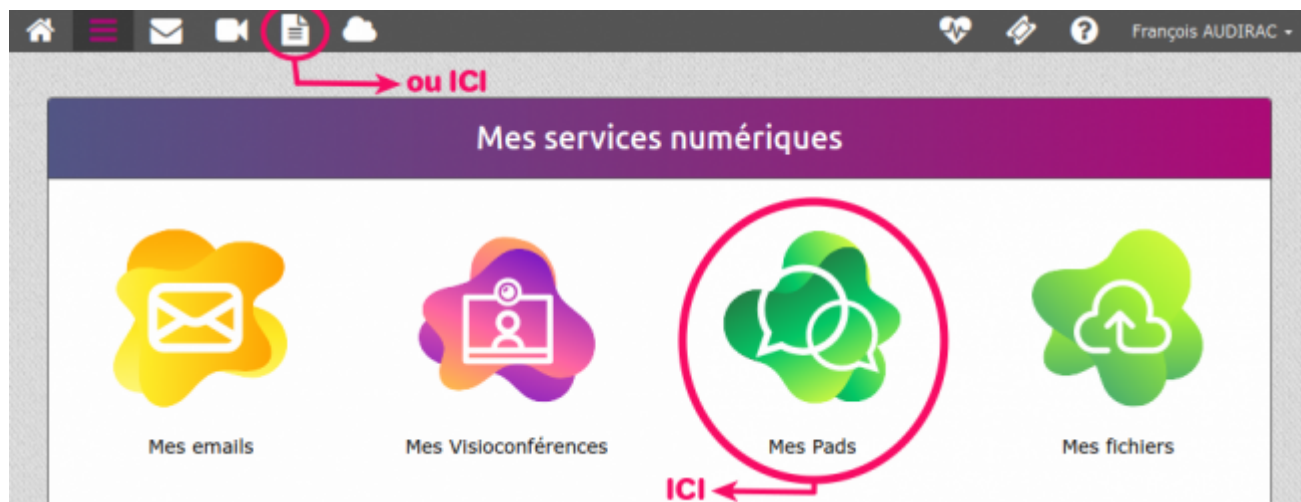 François AUDIRAC
ou ICI
Mes services numériques
Mes emails
Mes Visioconférences
Mes Pads
Mes fichiers
ICI